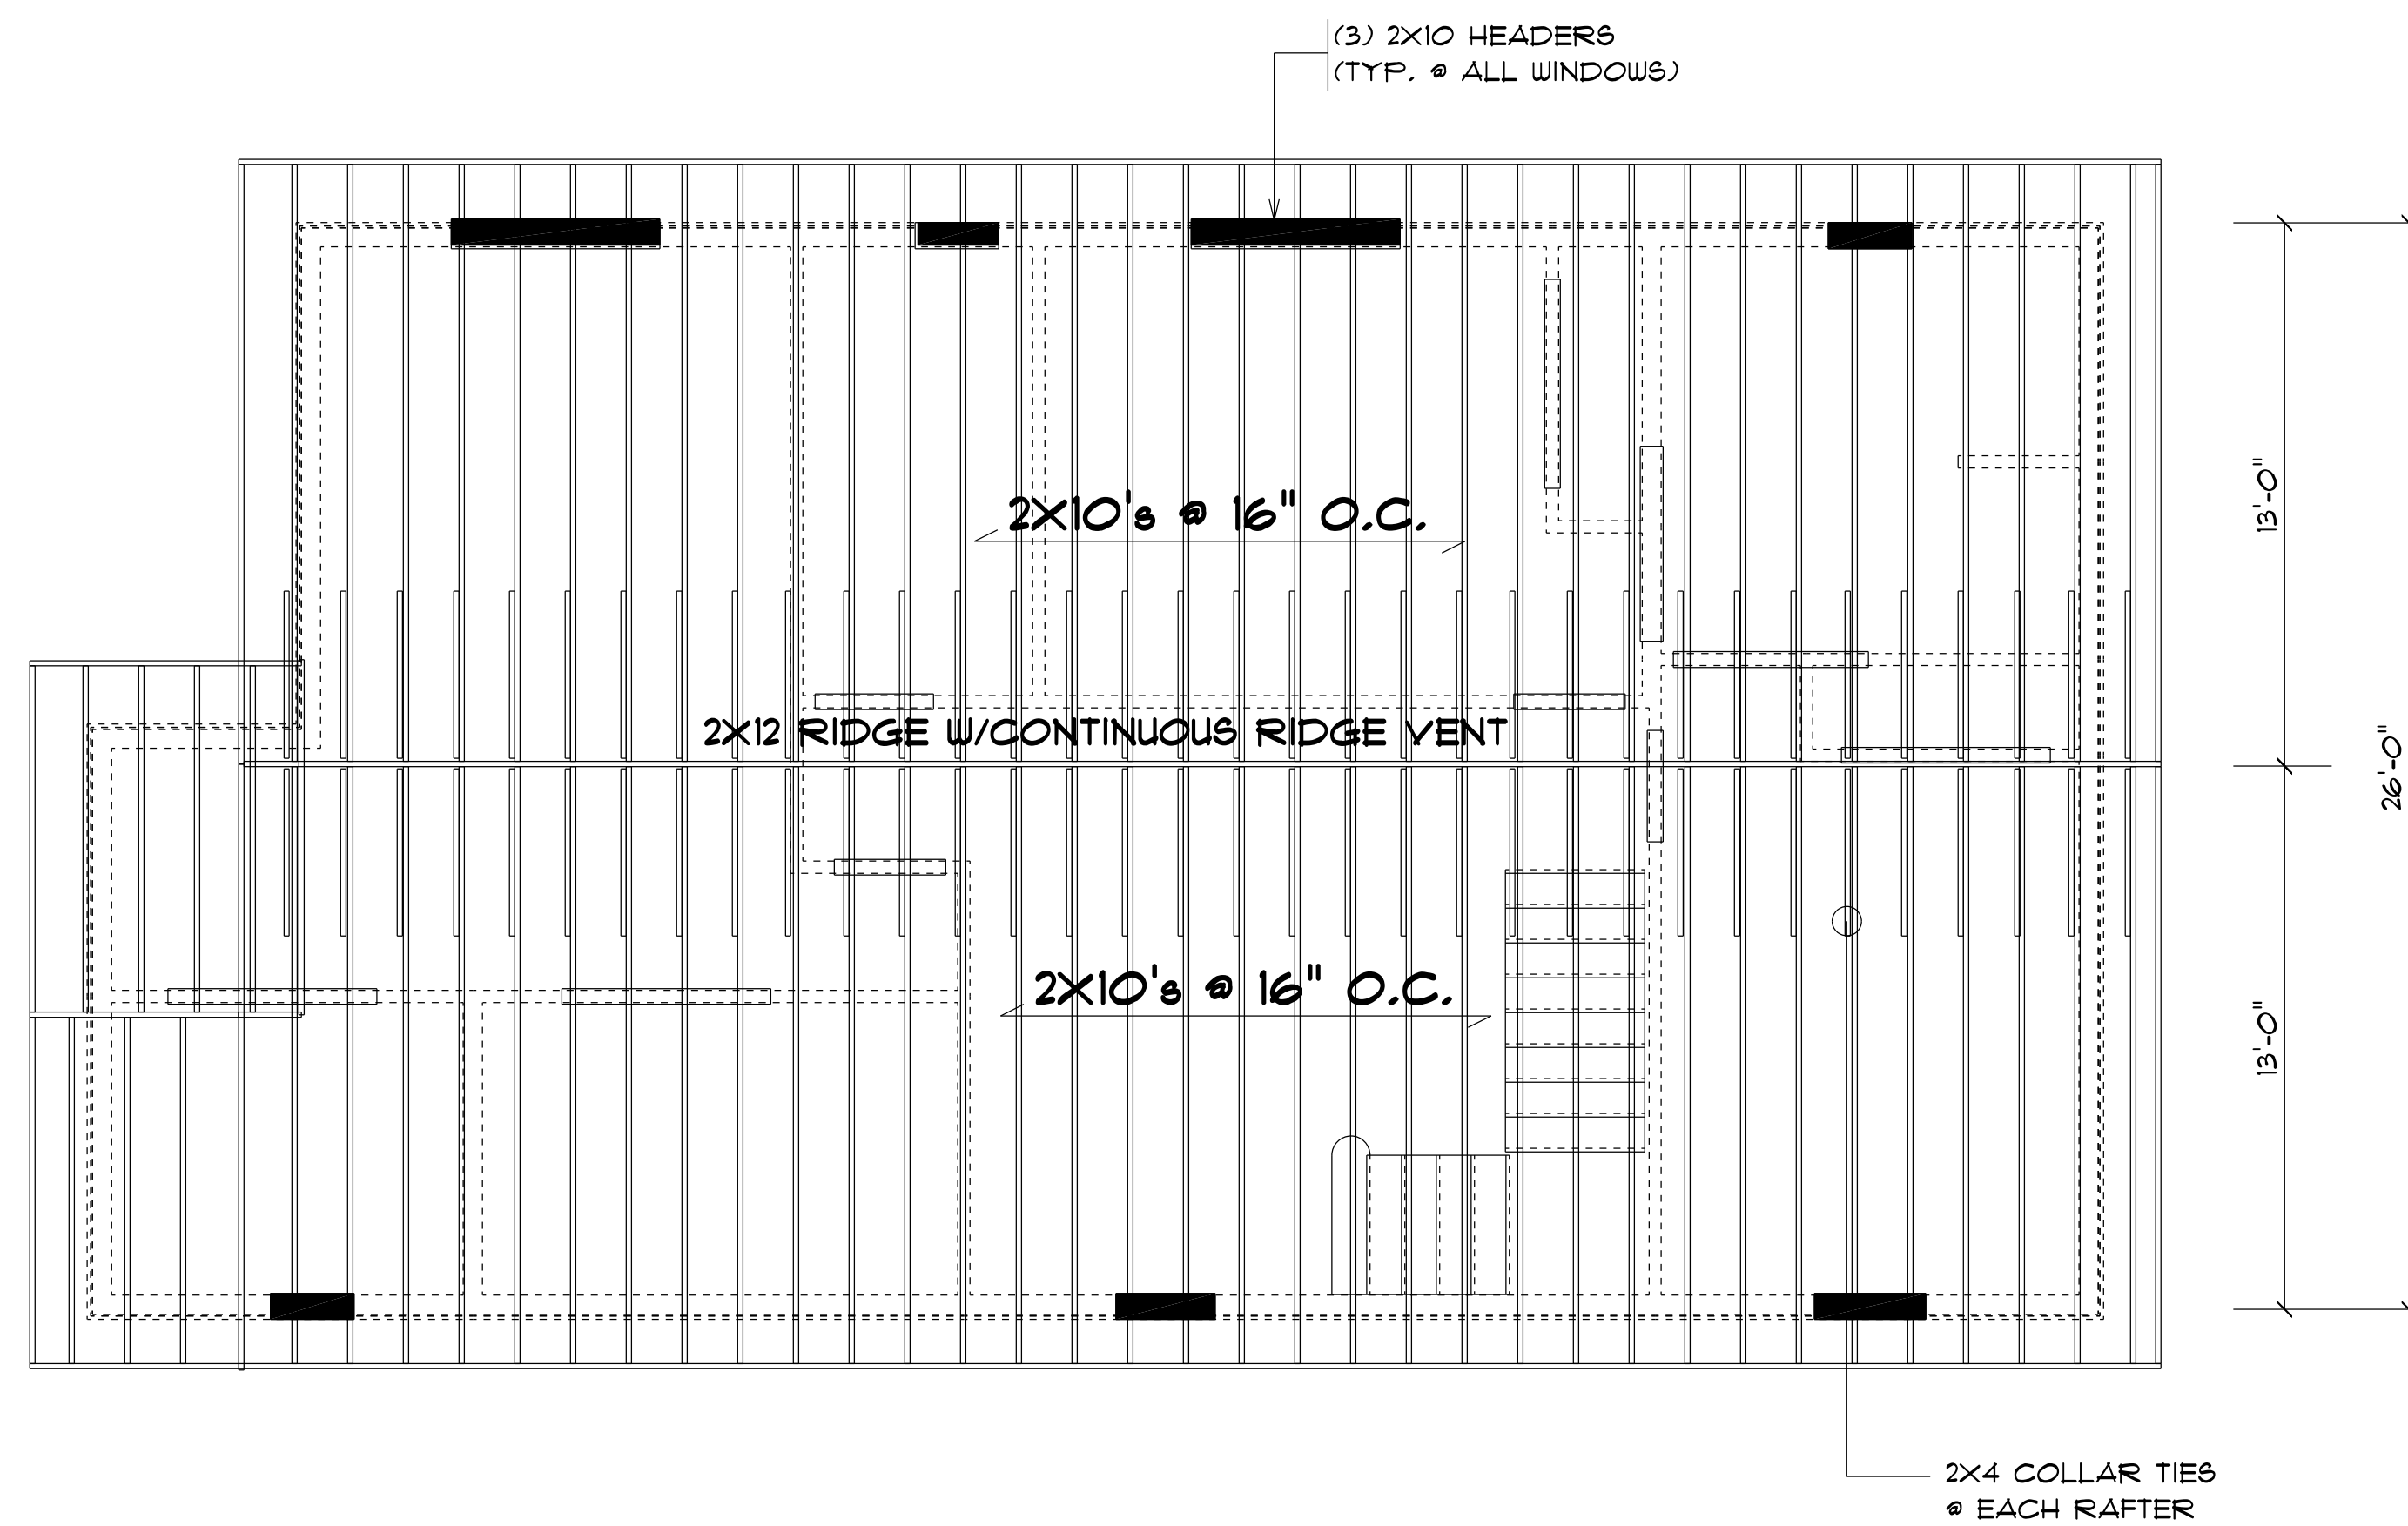 (3) 2X10 HEADERS
(TYP. @ ALL WINDOWS)
2X10's @ 16" O.C.
13'-0"
2X12 RIDGE W/CONTINUOUS RIDGE VENT
26'-0"
2X10's @ 16" O.C.
13'-0"
2X4 COLLAR TIES
@ EACH RAFTER